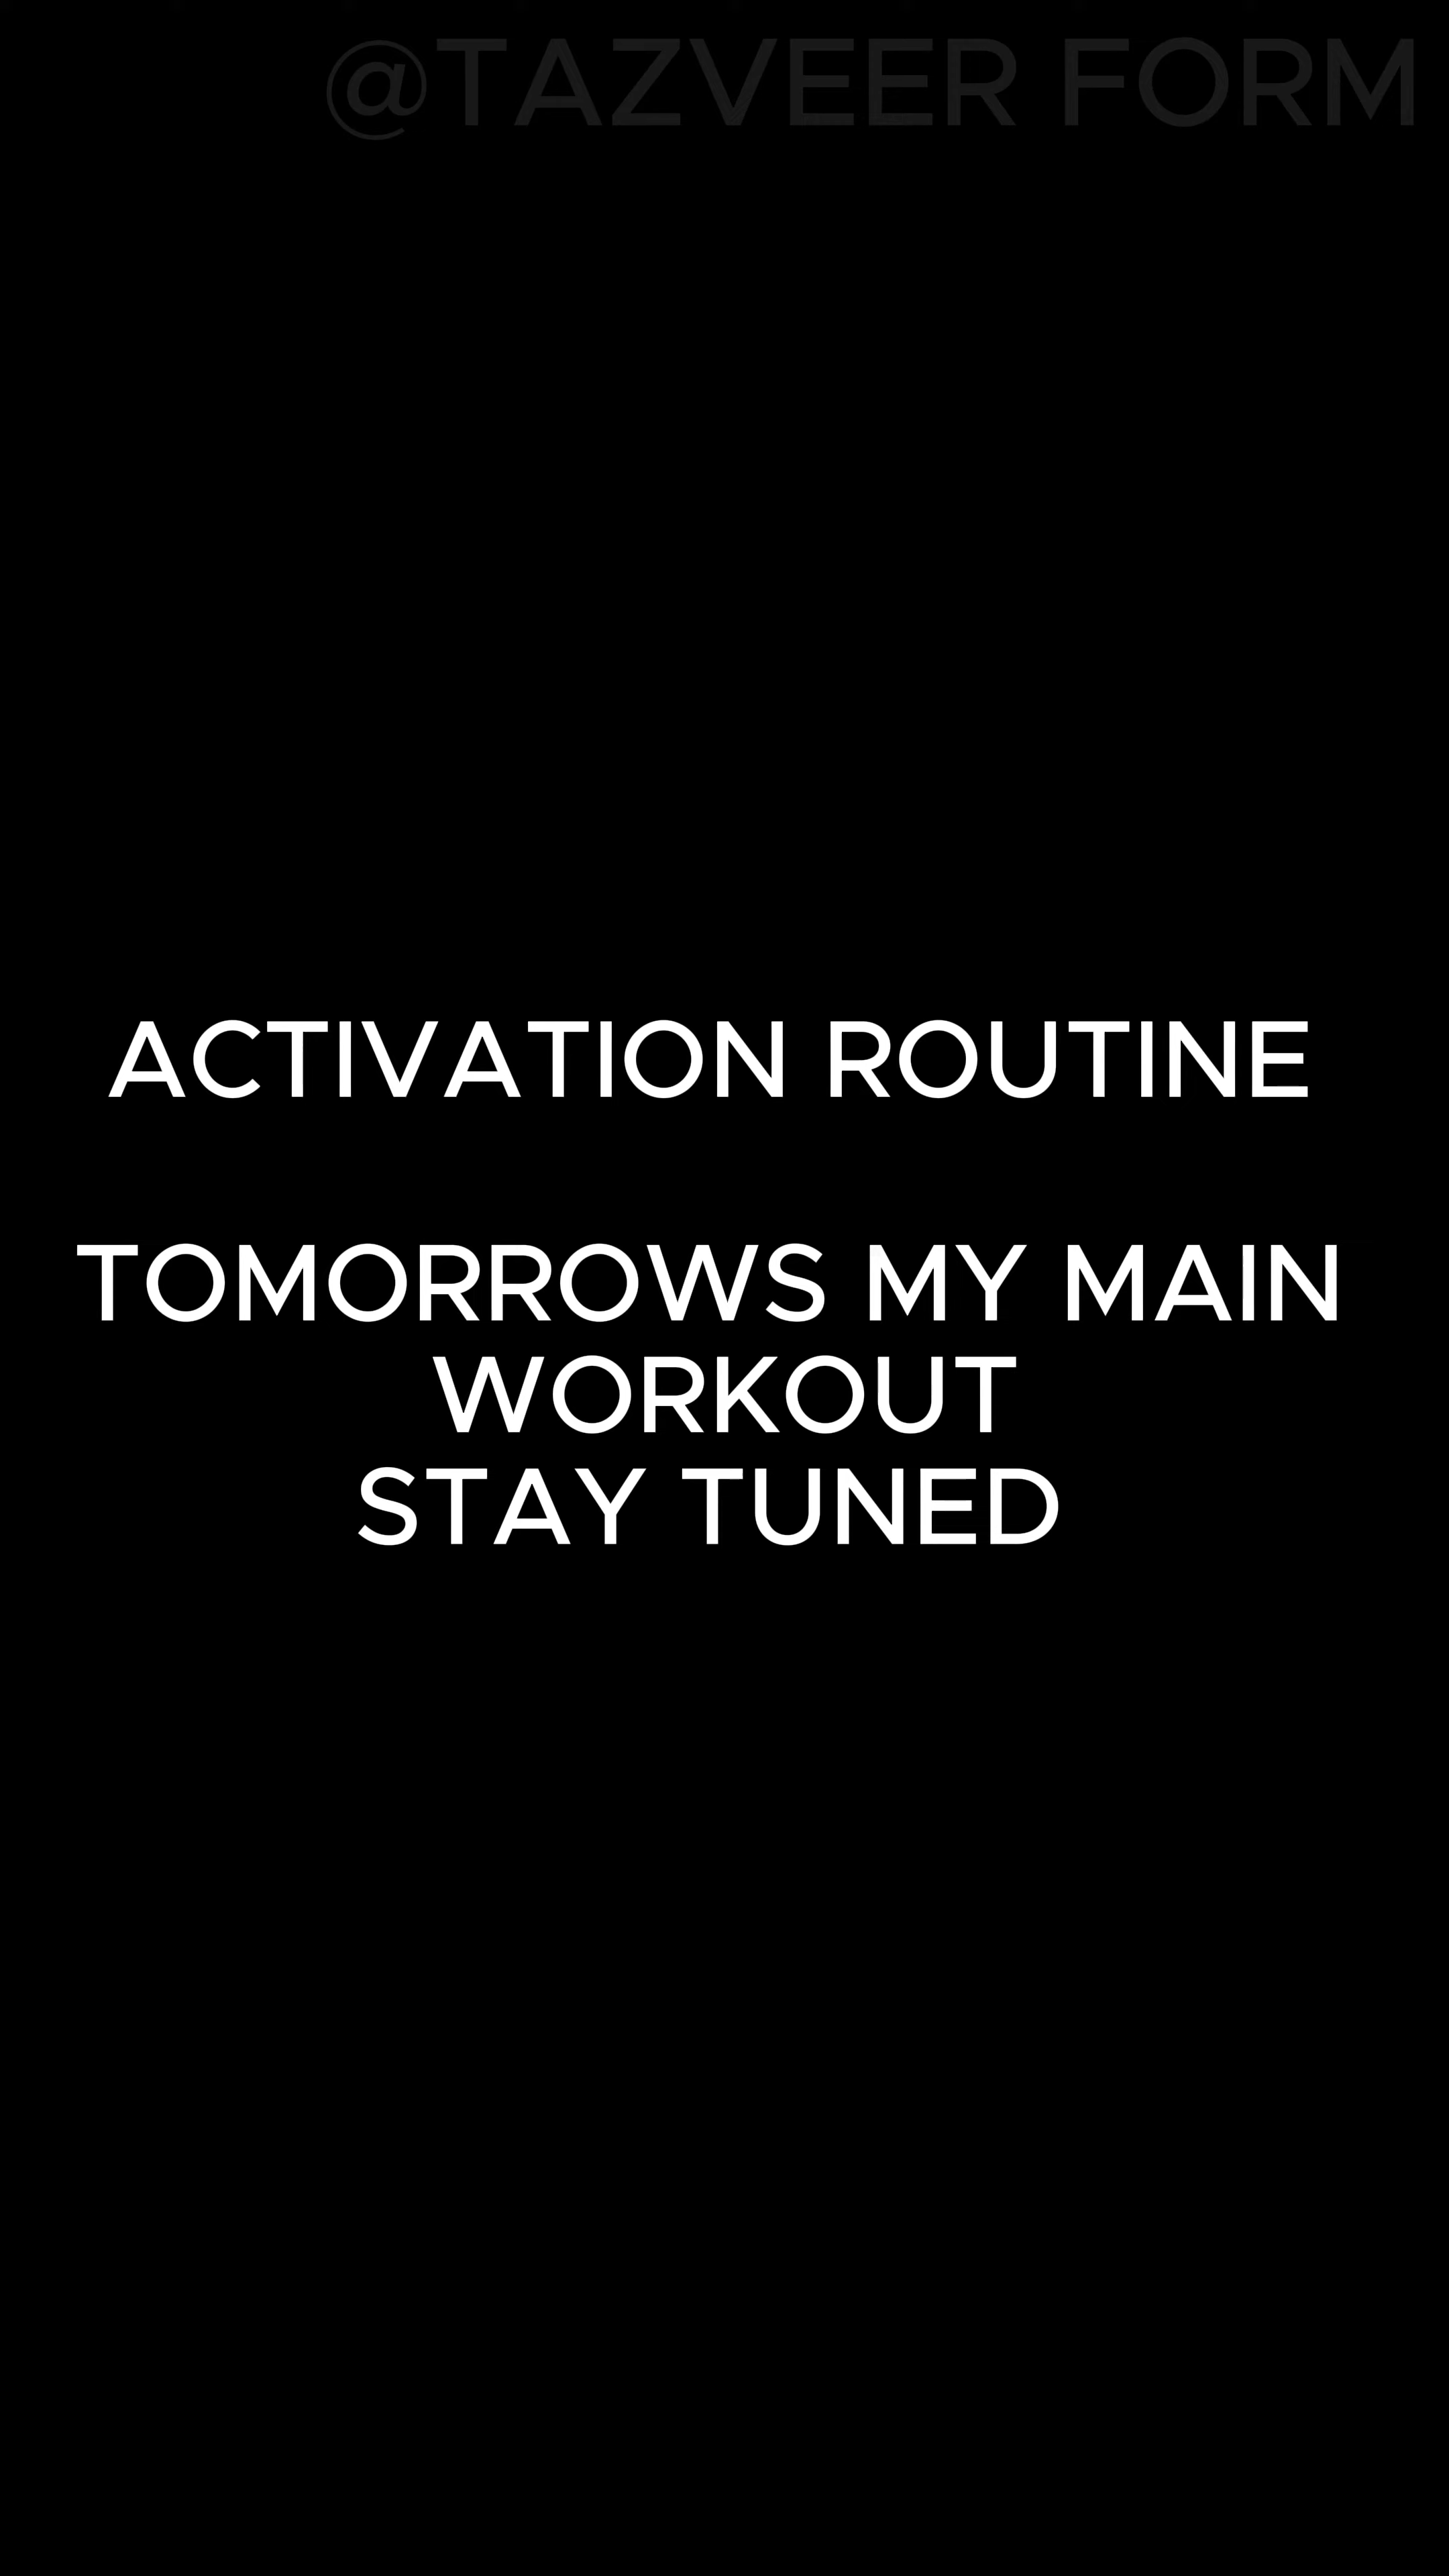 @TAZVEER FORM
ACTIVATION ROUTINE
TOMORROWS MY MAIN
WORKOUT
STAY TUNED